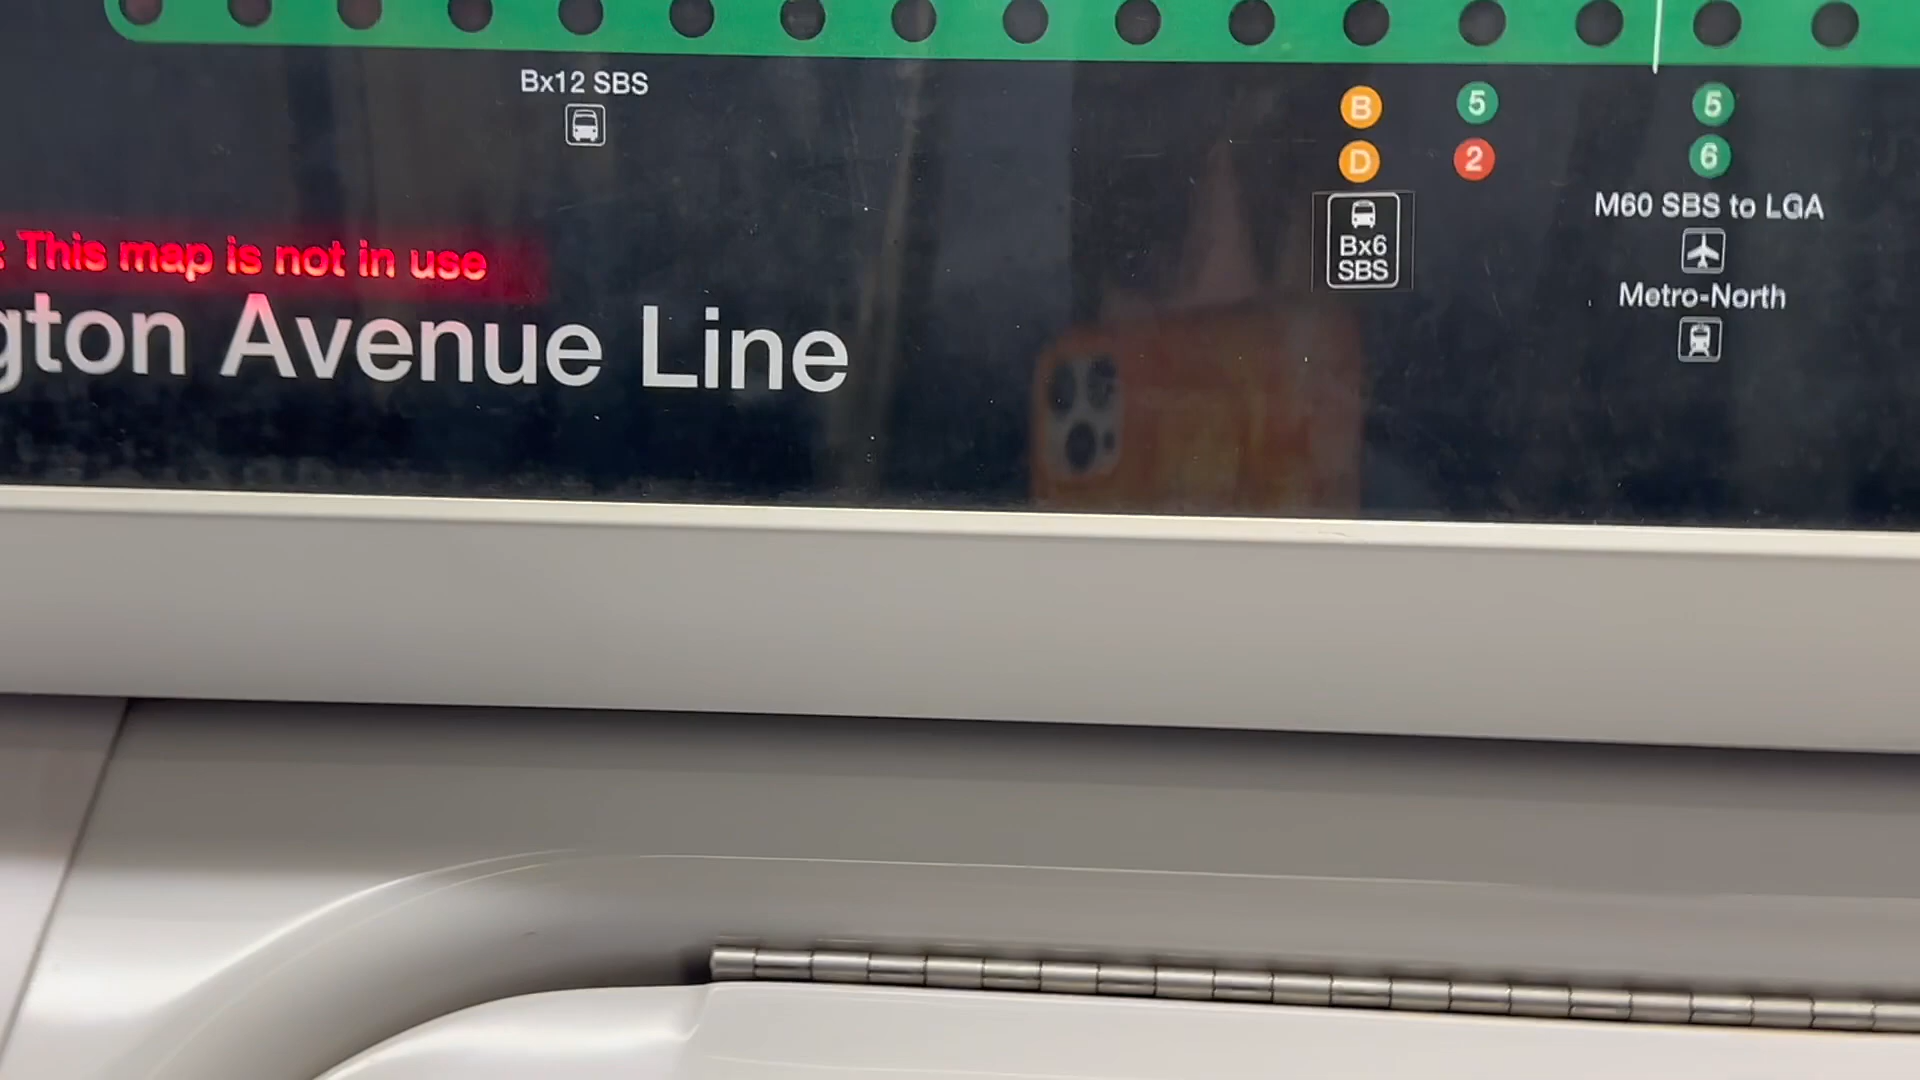 Bx12 SBS
B
D
Bx6
SBS
5
2
5
6
M60 SBS to LGA
Metro-North
: This map is not in use
gton Avenue Line